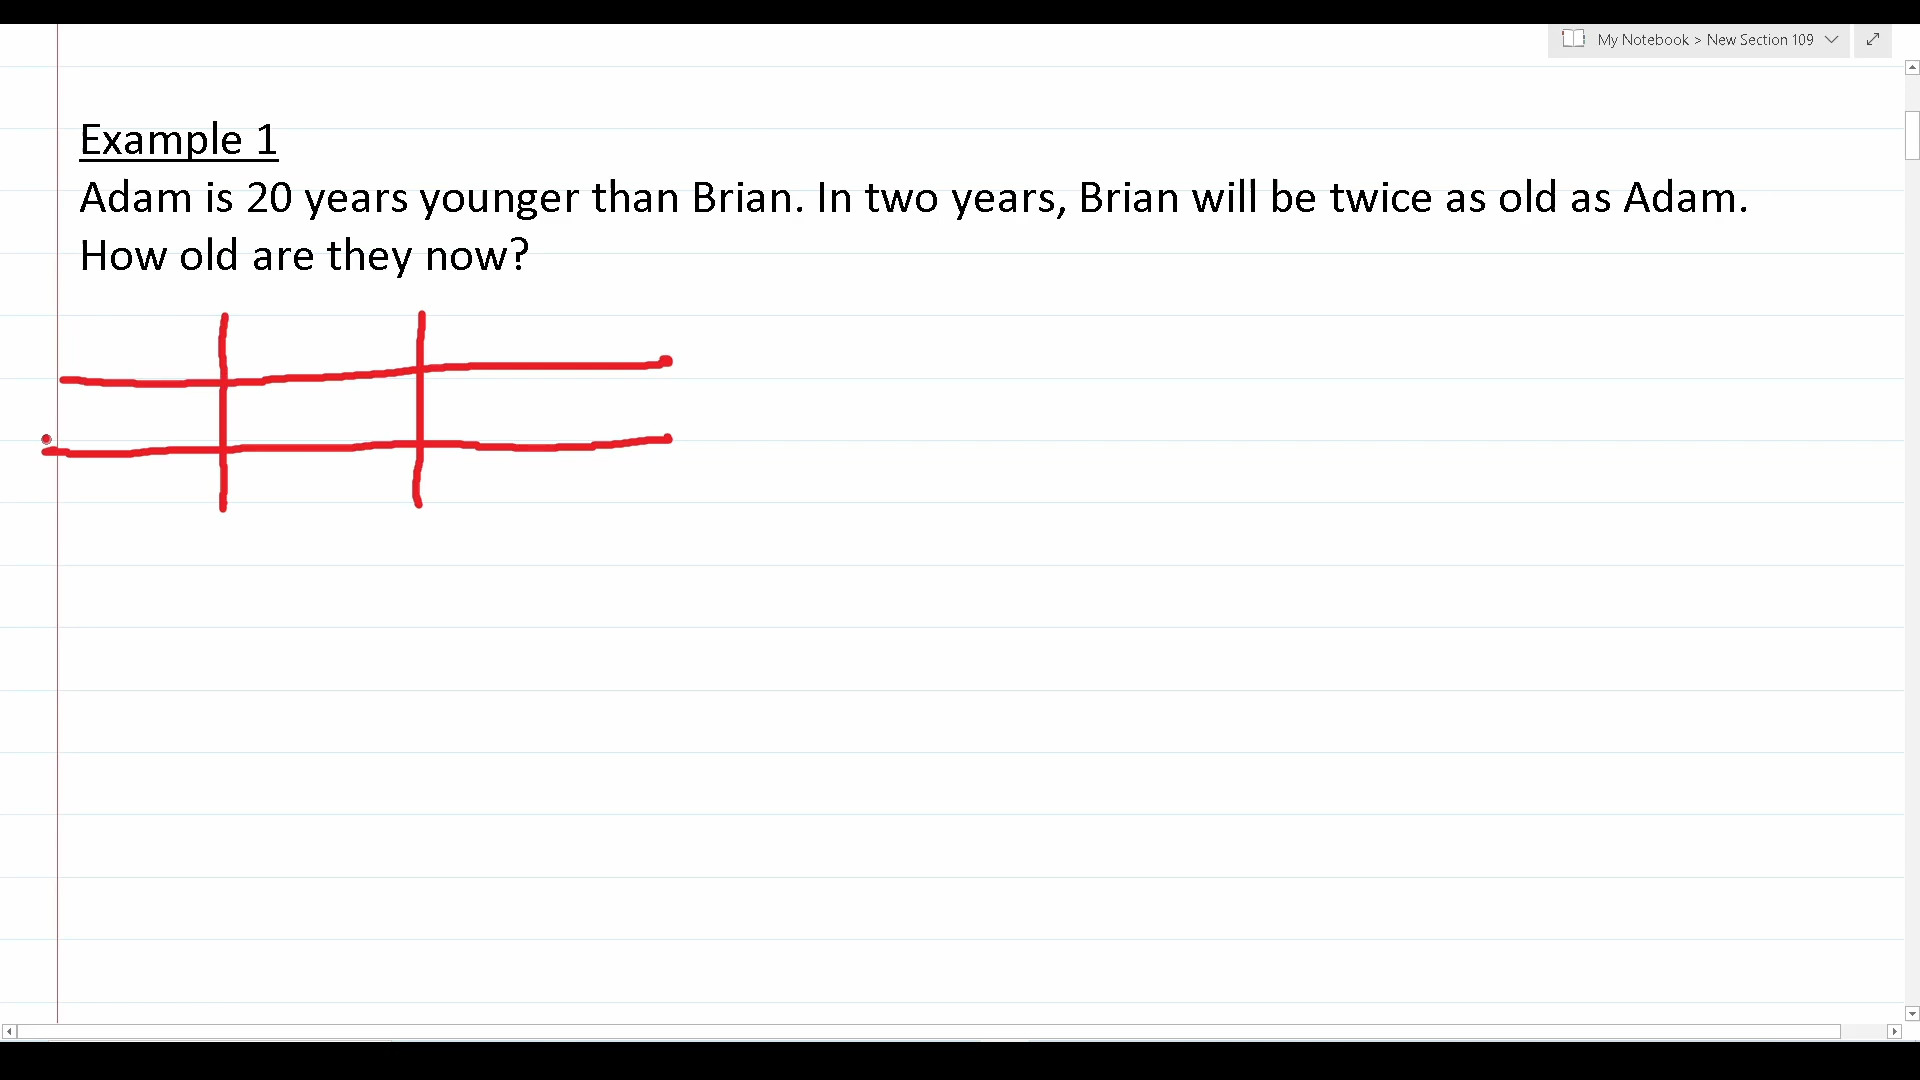 My Notebook > New Section 109
Example 1
Adam is 20 years younger than Brian. In two years, Brian will be twice as old as Adam.
How old are they now?